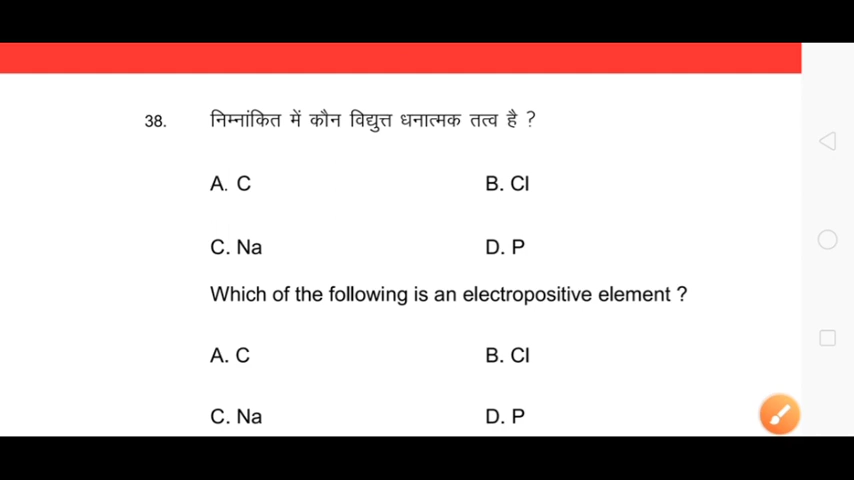 38. निम्नांकित में कौन विद्युत्त धनात्मक तत्व है ?
A. C B. Cl
C. Na D. P
Which of the following is an electropositive element ?
A. C B. Cl
C. Na D. P